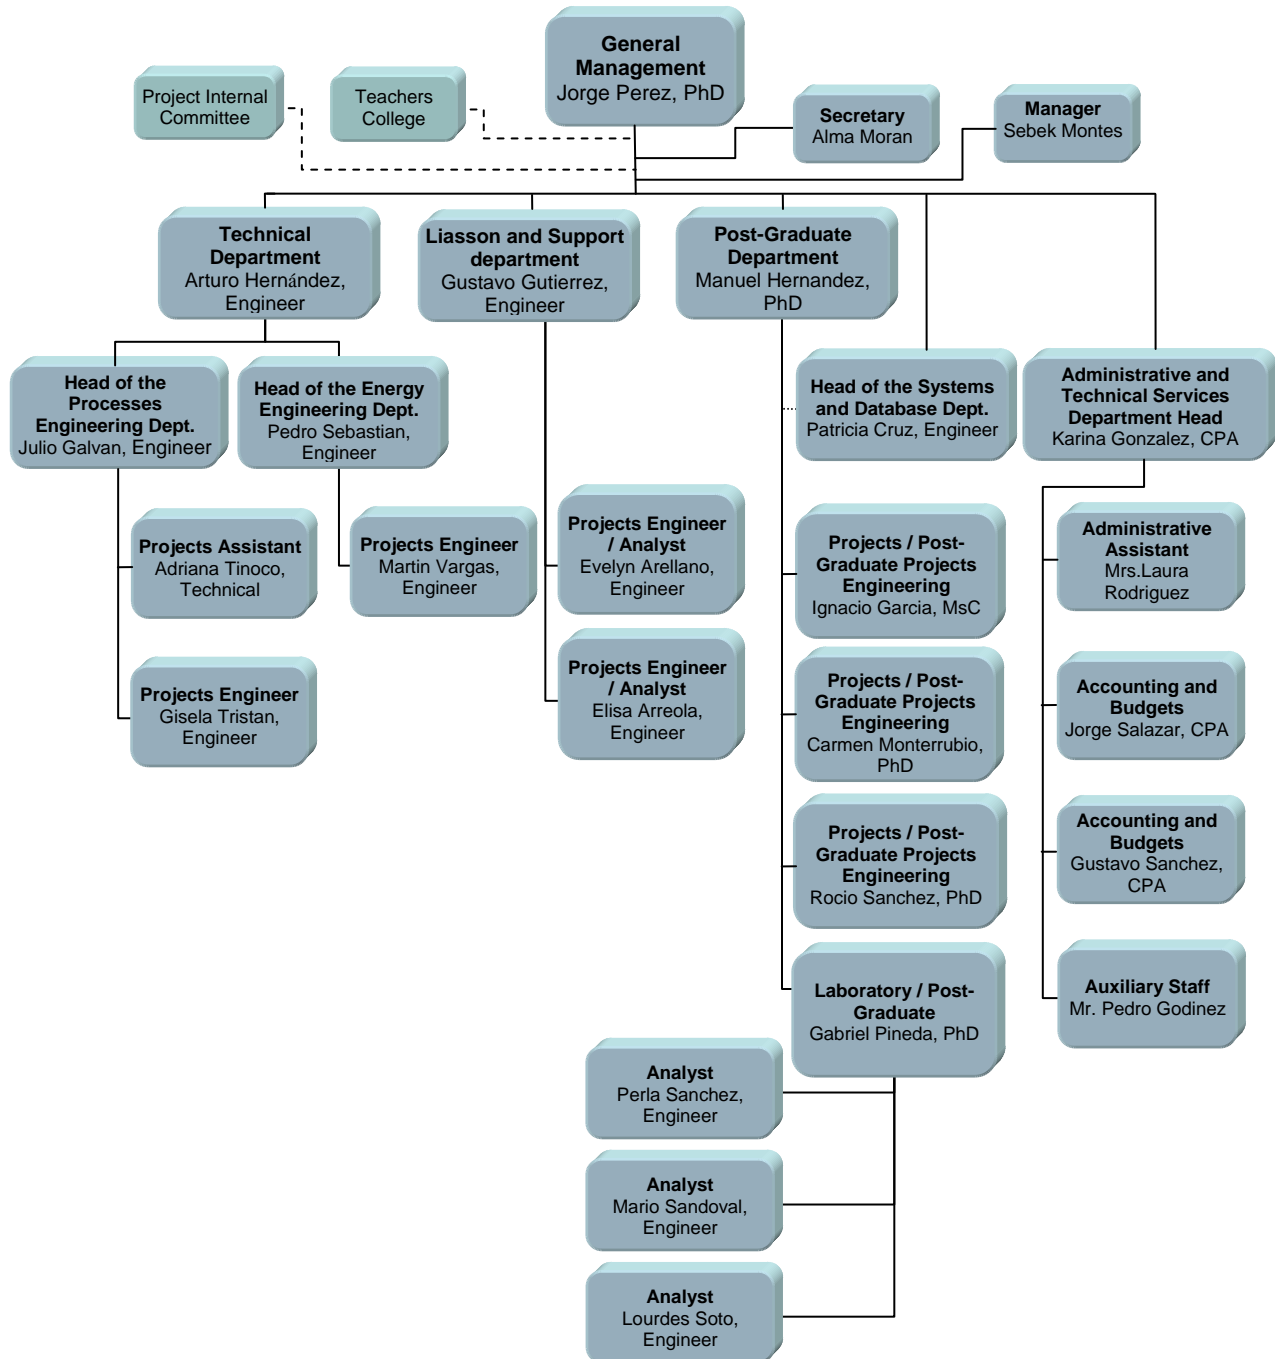 General
Management
Jorge Perez, PhD
Project Internal
Committee
Teachers
College
Secretary
Alma Moran
Manager
Sebek Montes
Technical
Department
Arturo Hernández,
Engineer
Liasson and Support
department
Gustavo Gutierrez,
Engineer
Post-Graduate
Department
Manuel Hernandez,
PhD
Head of the
Processes
Engineering Dept.
Julio Galvan, Engineer
Head of the Energy
Engineering Dept.
Pedro Sebastian,
Engineer
Head of the Systems
and Database Dept.
Patricia Cruz, Engineer
Administrative and
Technical Services
Department Head
Karina Gonzalez, CPA
Projects Assistant
Adriana Tinoco,
Technical
Projects Engineer
Martin Vargas,
Engineer
Projects Engineer
/ Analyst
Evelyn Arellano,
Engineer
Projects / Post-
Graduate Projects
Engineering
Ignacio Garcia, MsC
Administrative
Assistant
Mrs.Laura
Rodriguez
Projects Engineer
Gisela Tristan,
Engineer
Projects Engineer
/ Analyst
Elisa Arreola,
Engineer
Projects / Post-
Graduate Projects
Engineering
Carmen Monterrubio,
PhD
Accounting and
Budgets
Jorge Salazar, CPA
Projects / Post-
Graduate Projects
Engineering
Rocio Sanchez, PhD
Accounting and
Budgets
Gustavo Sanchez,
CPA
Laboratory / Post-
Graduate
Gabriel Pineda, PhD
Auxiliary Staff
Mr. Pedro Godinez
Analyst
Perla Sanchez,
Engineer
Analyst
Mario Sandoval,
Engineer
Analyst
Lourdes Soto,
Engineer